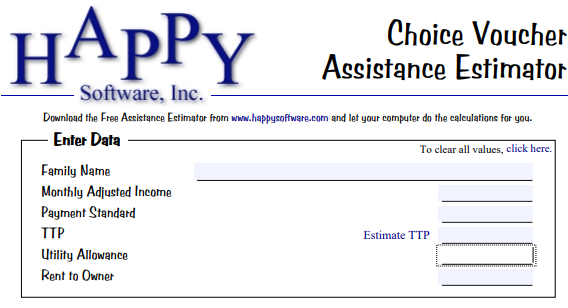 HAPPY
Software, Inc.
Choice Voucher
Assistance Estimator
Download the Free Assistance Estimator from www.happysoftware.com and let your computer do the calculations for you.
Enter Data
To clear all values, click here.
Family Name
Monthly Adjusted Income
Payment Standard
TTP Estimate TTP
Utility Allowance
Rent to Owner